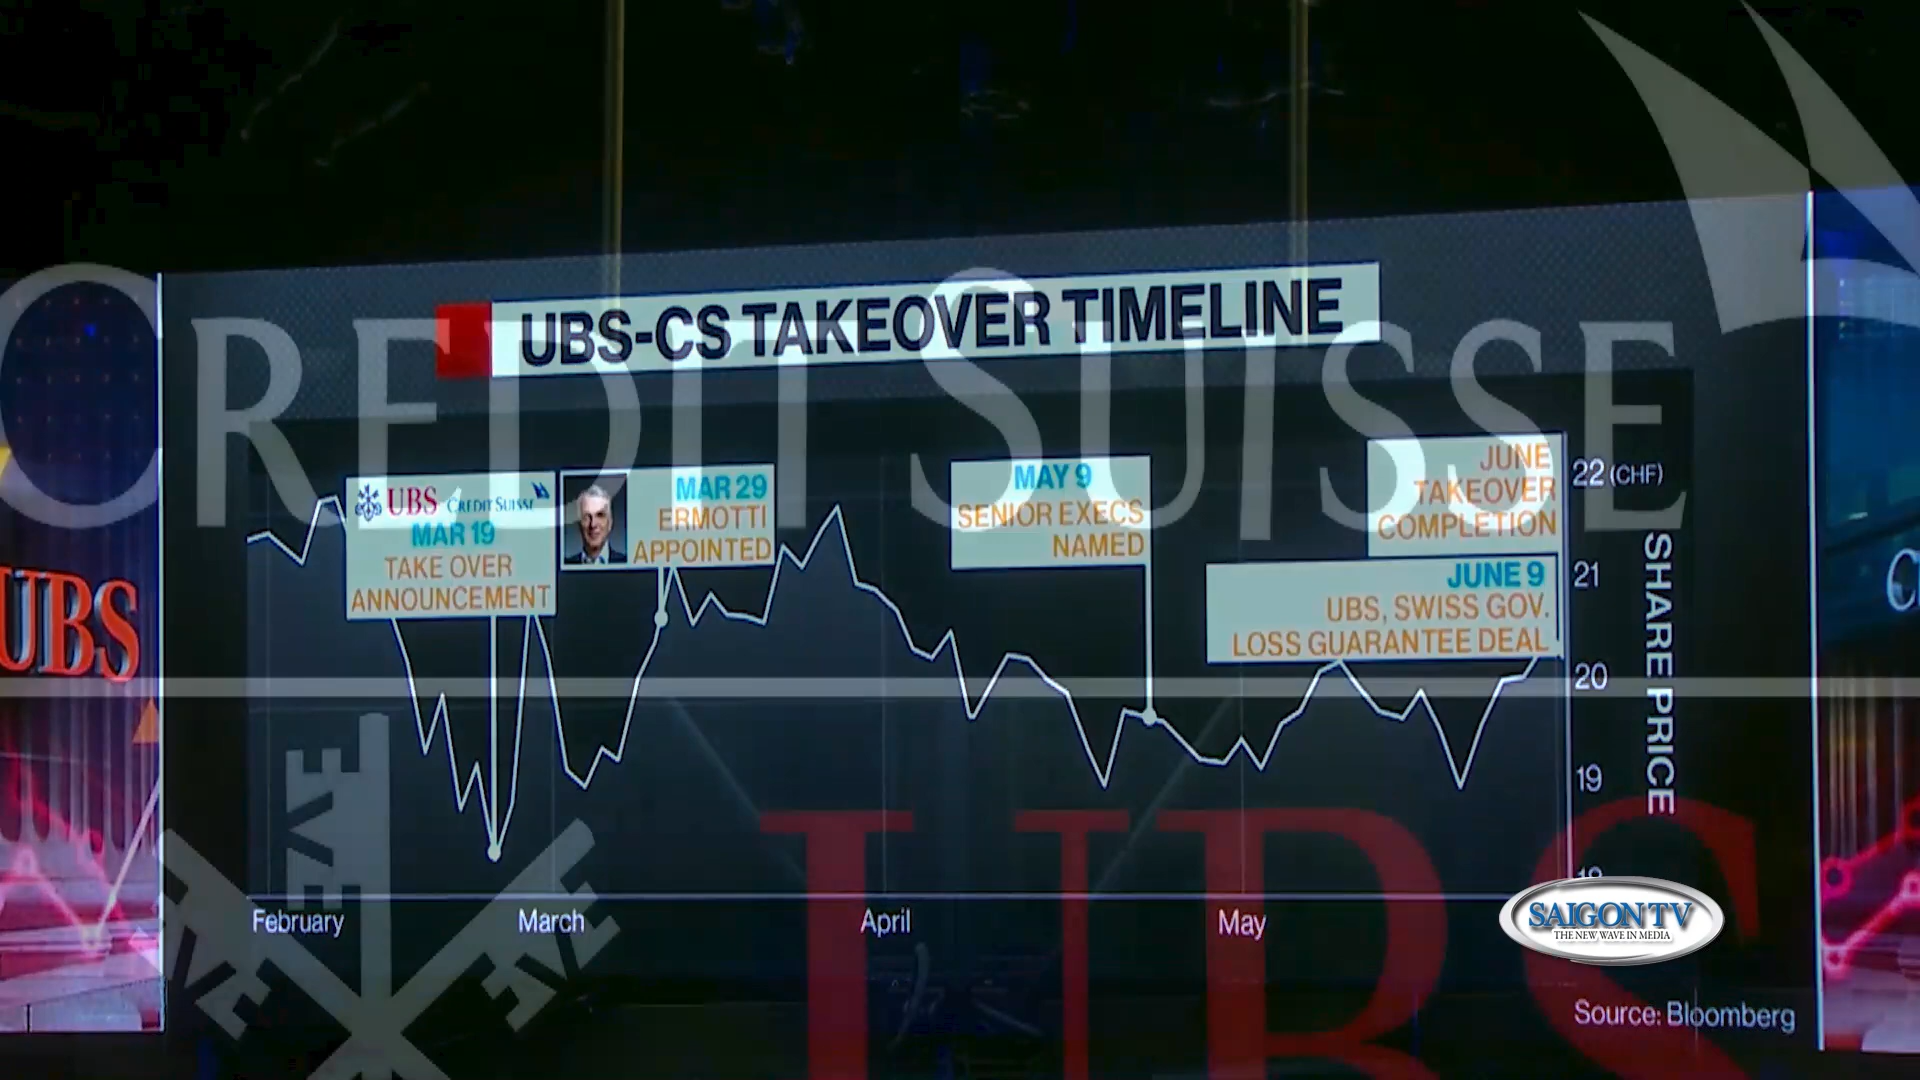 CREDIT SUISSE
UBS-CS TAKEOVER TIMELINE
UBS CREDIT SUISSE
MAR 19
TAKE OVER
ANNOUNCEMENT
MAR 29
ERMOTTI
APPOINTED
MAY 9
SENIOR EXECS
NAMED
JUNE
TAKEOVER
COMPLETION
JUNE 9
UBS, SWISS GOV.
LOSS GUARANTEE DEAL
22 (CHF)
21
20
19
SHARE PRICE
UBS
February
March
April
May
UBS
SAIGON TV
THE NEW WAVE IN MEDIA
Source: Bloomberg